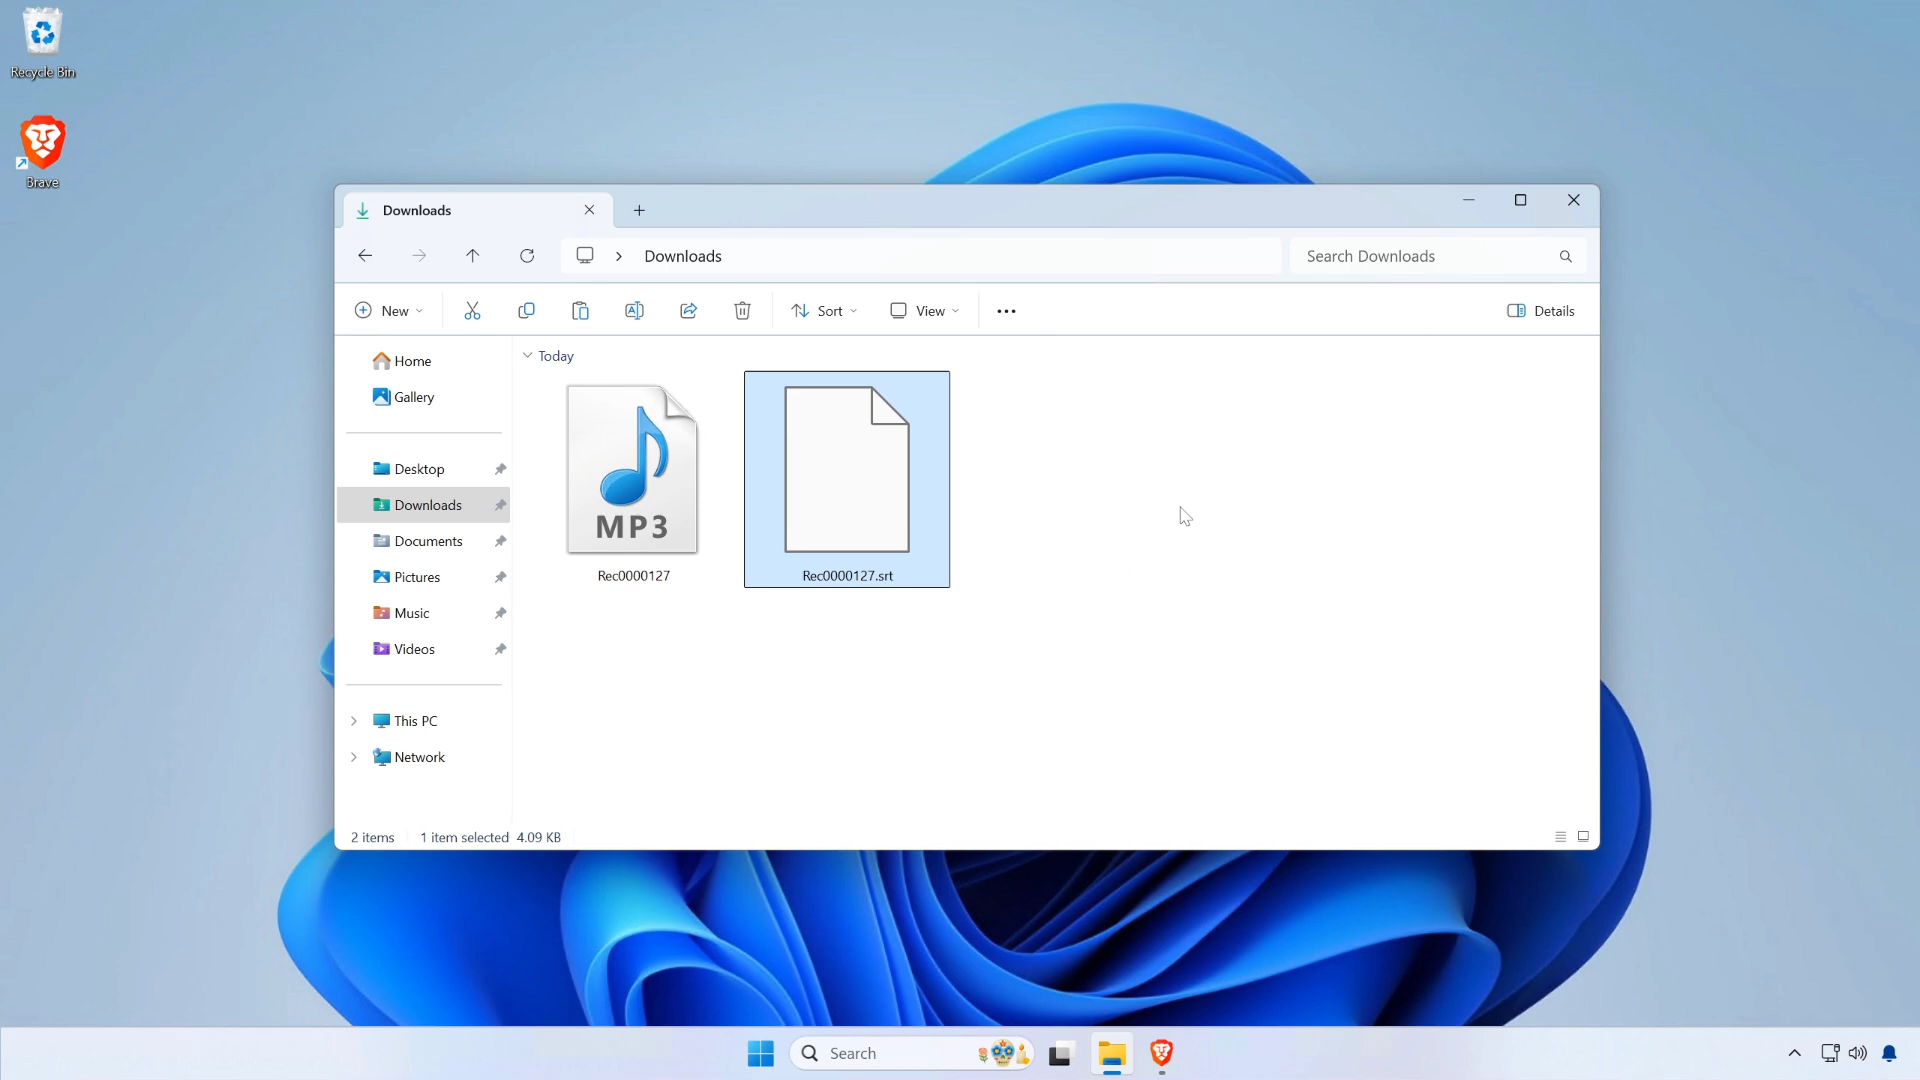 Recycle Bin
Brave
Downloads
Downloads
Search Downloads
New
Sort
View
Details
Home
Gallery
Desktop
Downloads
Documents
Pictures
Music
Videos
This PC
Network
Today
MP3
Rec0000127
Rec0000127.srt
2 items
1 item selected 4.09 KB
Search